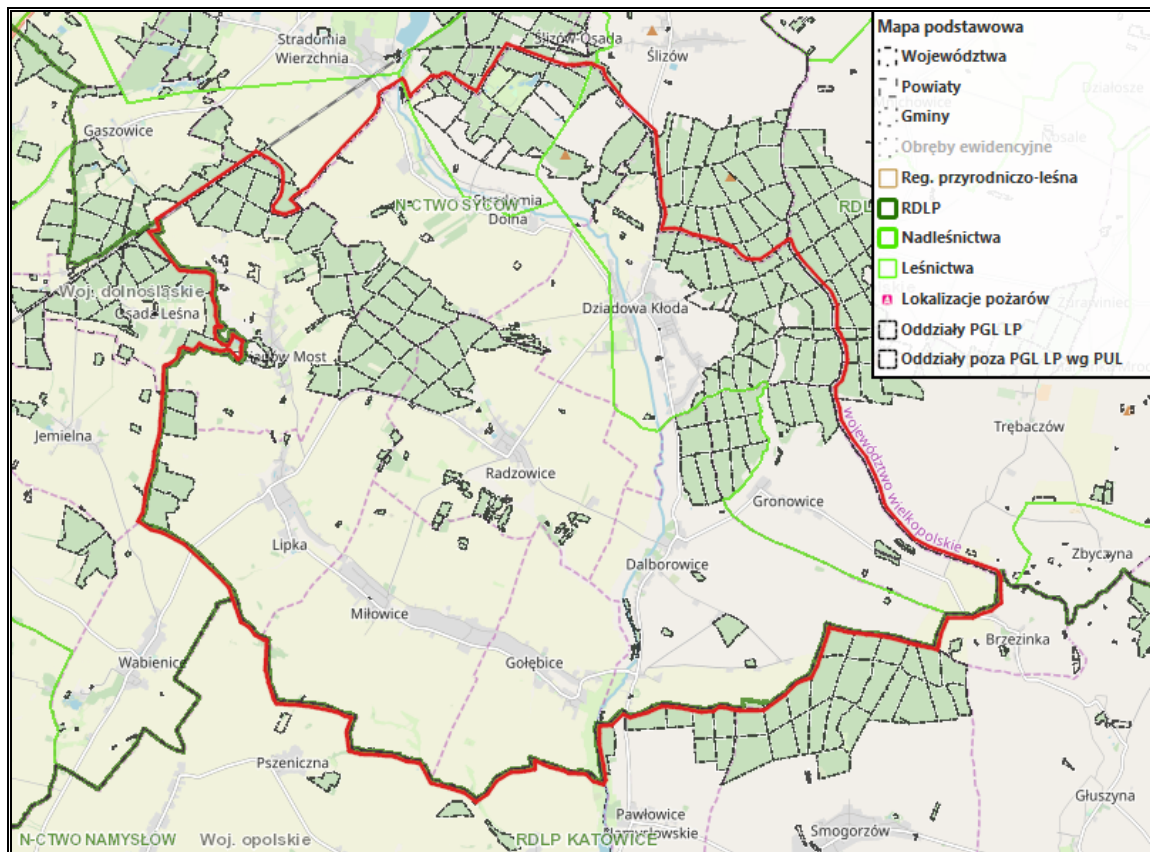 Mapa podstawowa
Województwa
Powiaty
Gminy
Obręby ewidencyjne
Reg. przyrodniczo-leśna
RDLP
Nadleśnictwa
Leśnictwa
Lokalizacje pożarów
Oddziały PGL LP
Oddziały poza PGL LP wg PUL
Stradomia
Wierzchnia
Ślizów-Osada
Ślizów
Działosze
Gaszowice
N-CTWO SYCÓW
Dolna
Woj. dolnośląskie
Osada Leśna
Dziadowa Kłoda
Most
Jemielna
Trębaczów
województwo wielkopolskie
Radzowice
Gronowice
Lipka
Zbyczyna
Dalborowice
Miłowice
Brzezinka
Wabienice
Gołębice
Pszeniczna
Głuszyna
Pawłowice
Smogorzów
N-CTWO NAMYSŁÓW
Woj. opolskie
RDLP KATOWICE